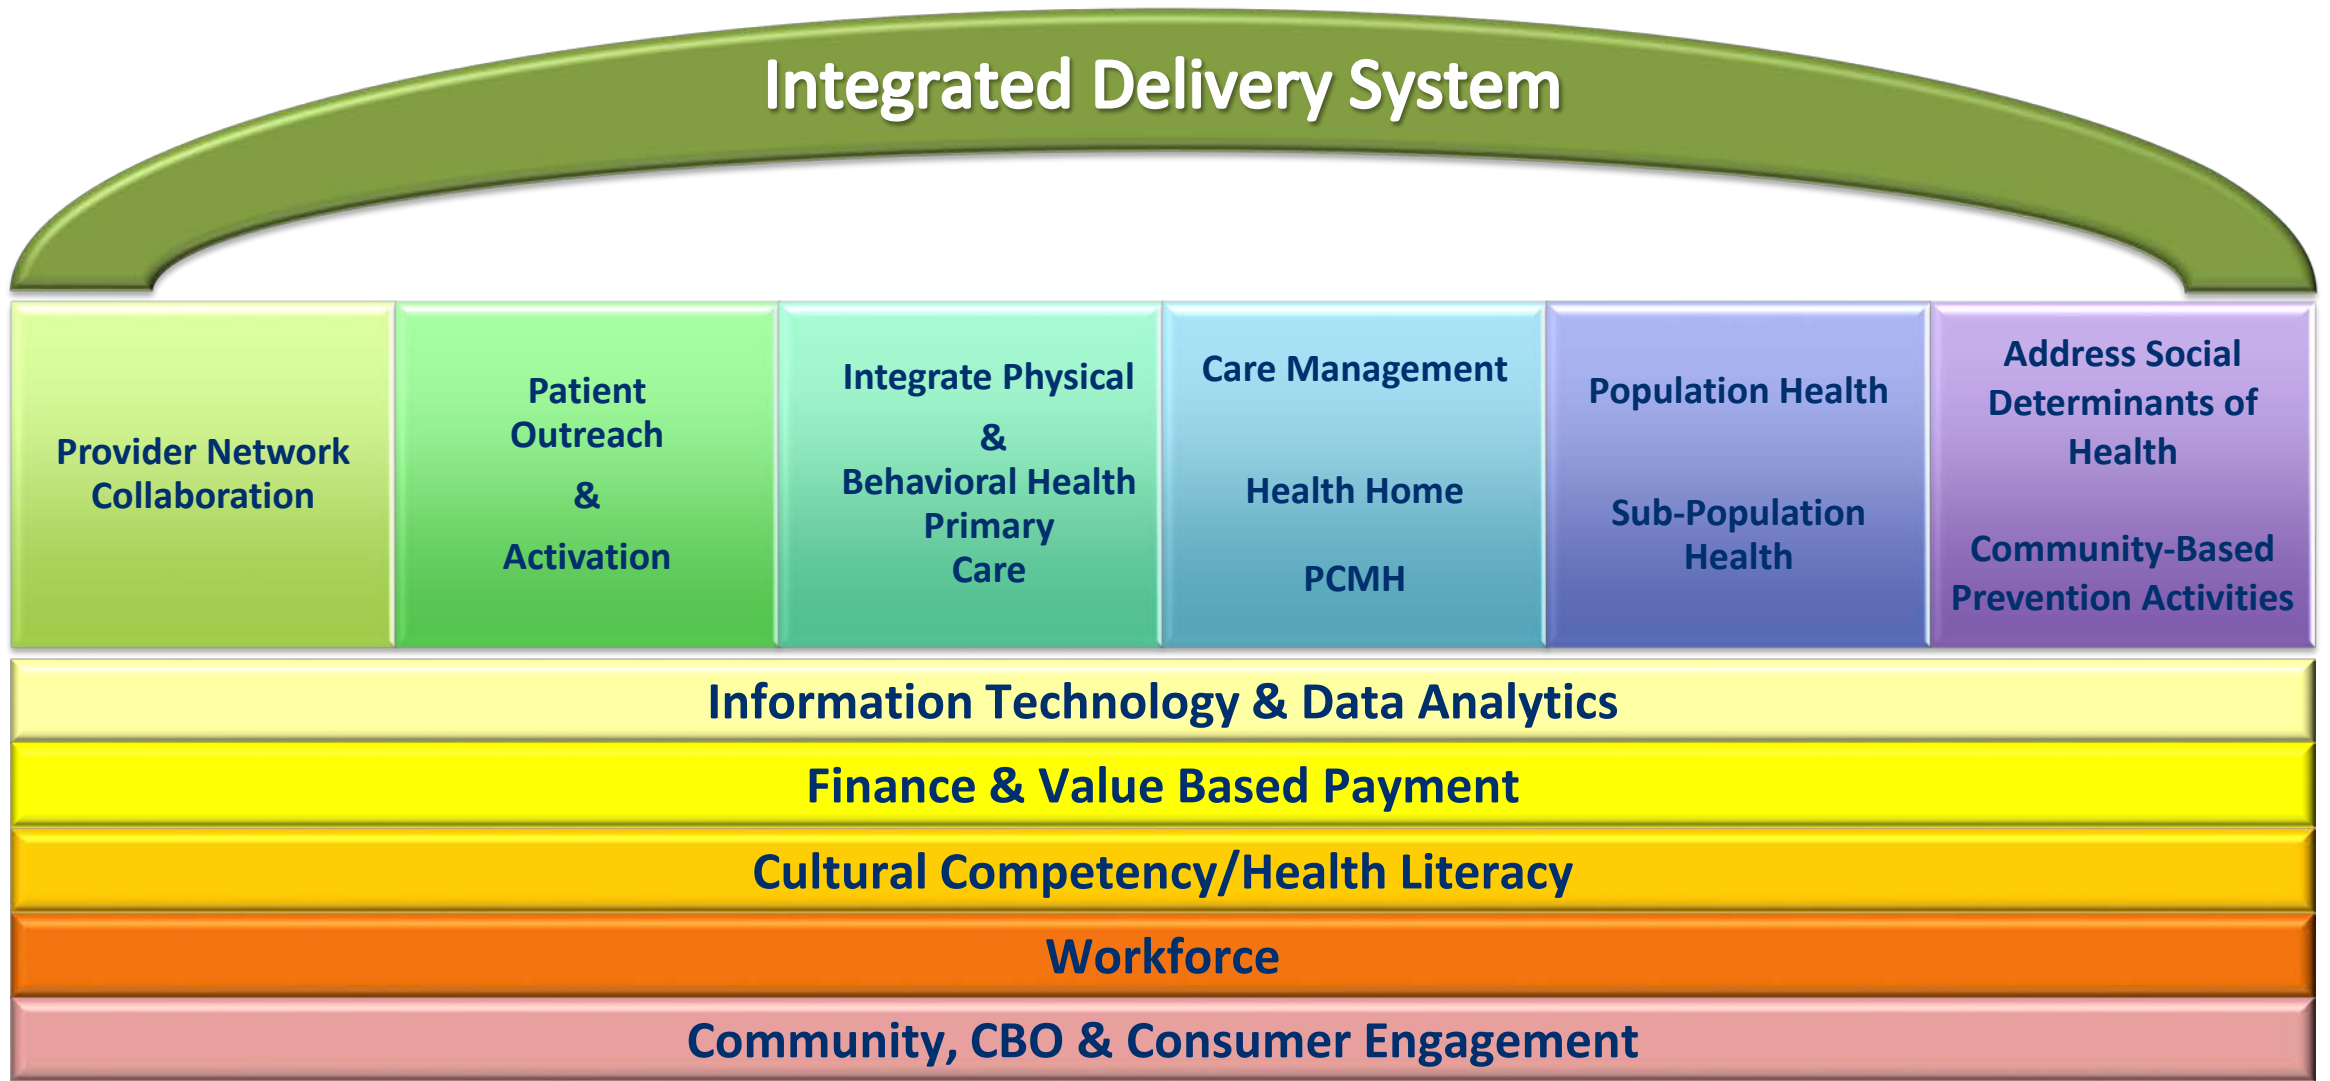 Integrated Delivery System
Provider Network
Collaboration
Patient
Outreach
&
Activation
Integrate Physical
&
Behavioral Health
Primary
Care
Care Management
Health Home
PCMH
Population Health
Sub-Population
Health
Address Social
Determinants of
Health
Community-Based
Prevention Activities
Information Technology & Data Analytics
Finance & Value Based Payment
Cultural Competency/Health Literacy
Workforce
Community, CBO & Consumer Engagement